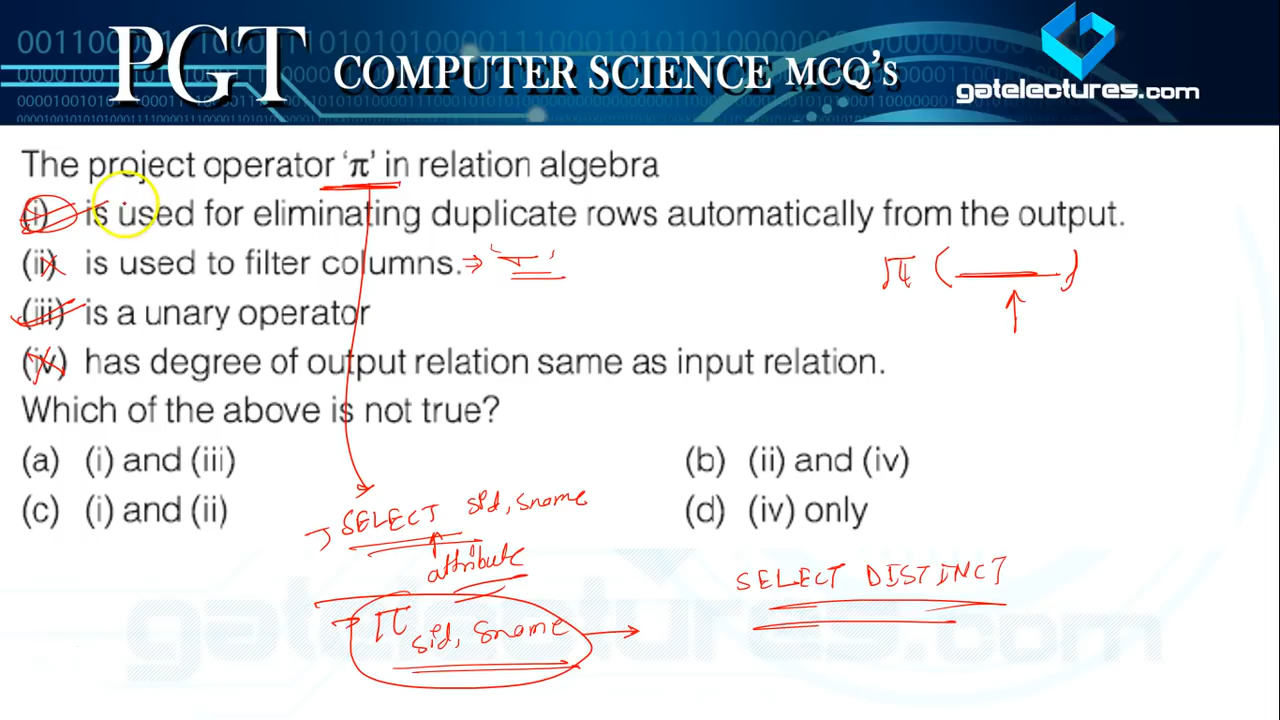 PGT COMPUTER SCIENCE MCQ's
gatelectures.com
The project operator 'π' in relation algebra
(i) is used for eliminating duplicate rows automatically from the output.
(ii) is used to filter columns. ⇒
π ( )
(iii) is a unary operator
(iv) has degree of output relation same as input relation.
Which of the above is not true?
(a) (i) and (iii)
(b) (ii) and (iv)
(c) (i) and (ii)
(d) (iv) only
→ SELECT sid, sname
attribute
SELECT DISTINCT
→ π sid, sname →
gatelectures.com